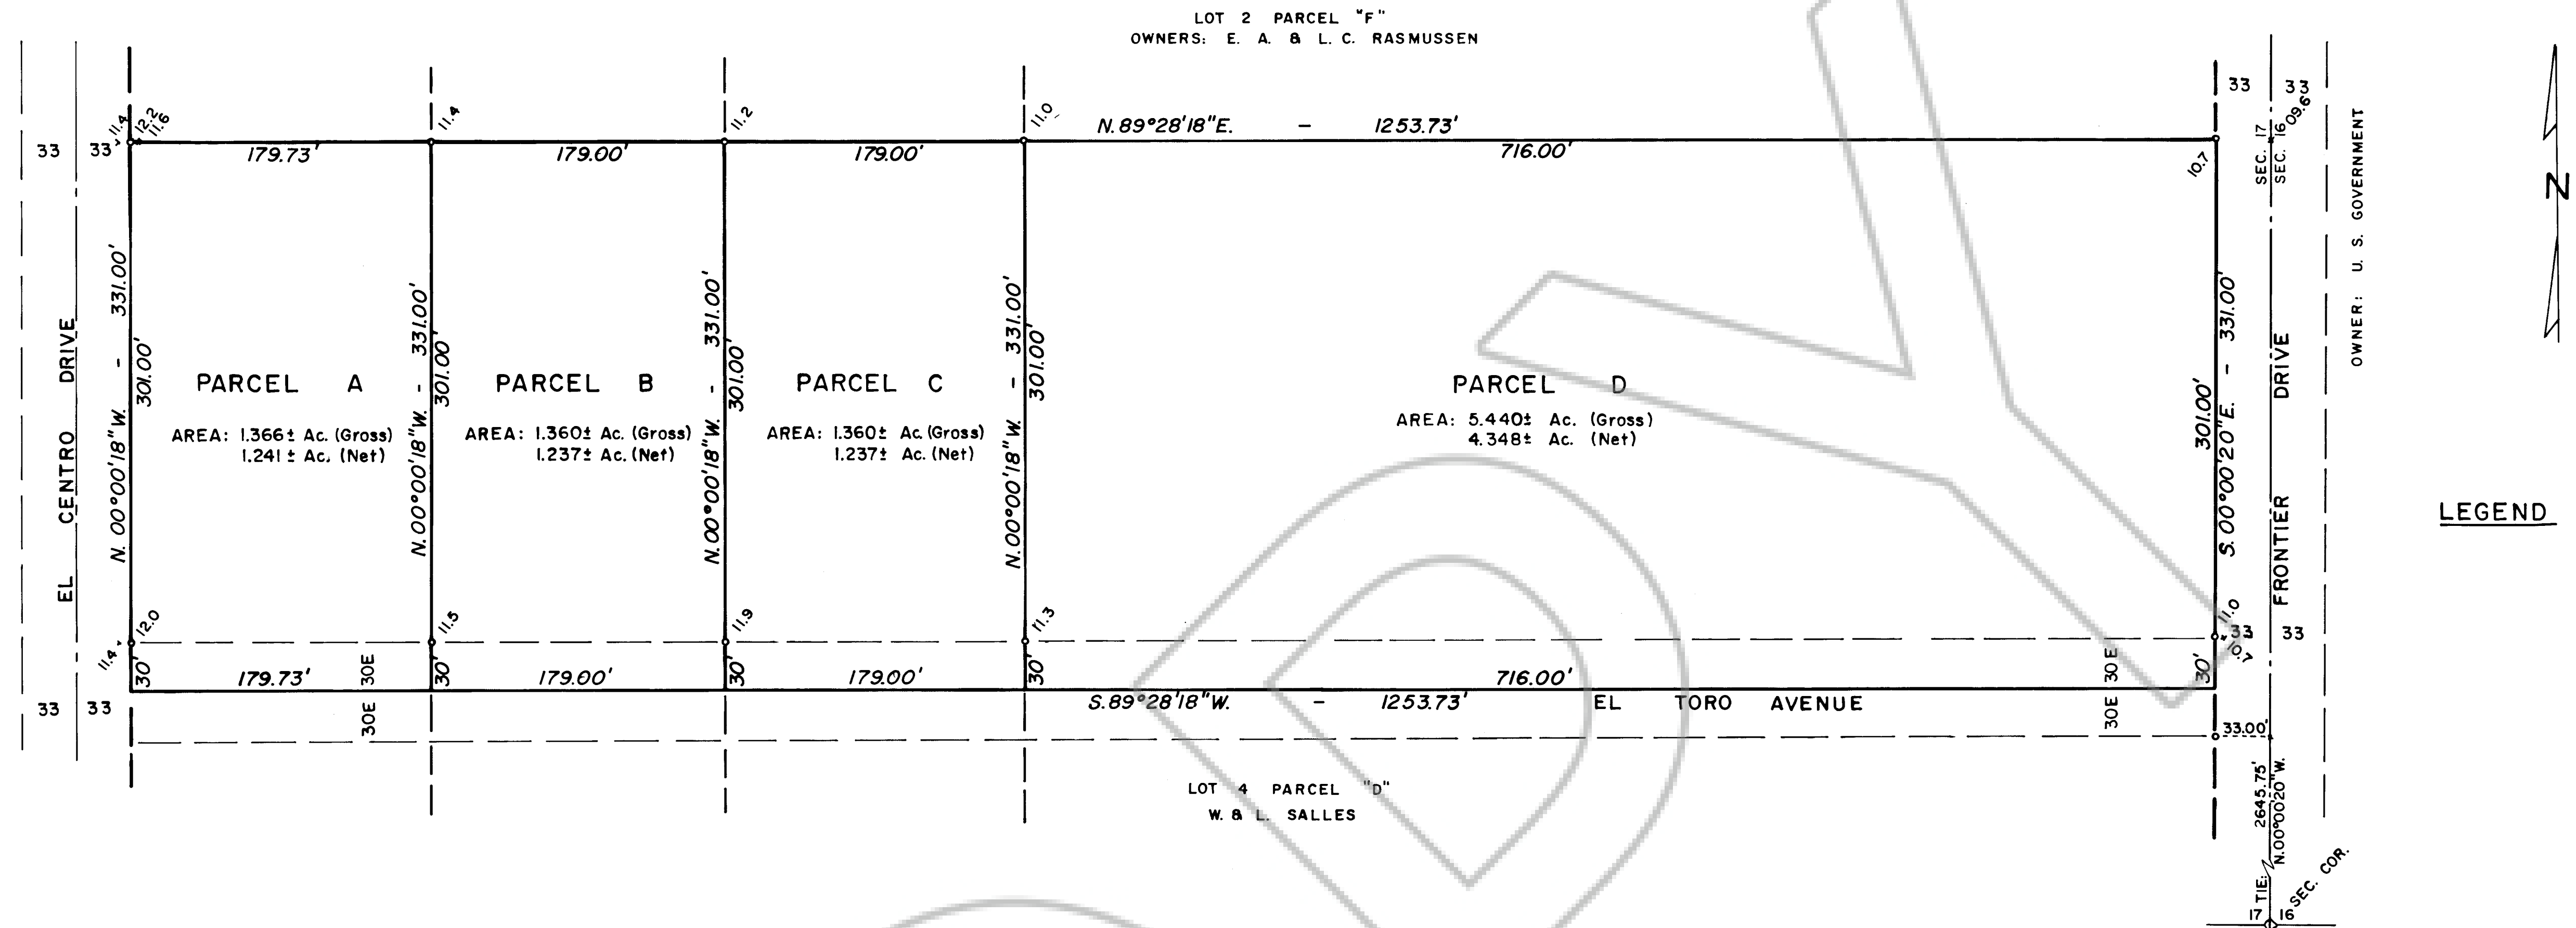 LOT 2 PARCEL "F"
OWNERS: E. A. & L. C. RASMUSSEN
33
33
11.4
12.2
11.6
11.4
11.2
11.0
N. 89°28'18"E. - 1253.73'
33
33
09.6
179.73'
179.00'
179.00'
716.00'
10.7
SEC. 17
SEC. 16
OWNER: U. S. GOVERNMENT
N
EL CENTRO DRIVE
N. 00°00'18"W. - 331.00'
301.00'
N.00°00'18"W. - 331.00'
301.00'
N.00°00'18"W. - 331.00'
301.00'
N.00°00'18"W. - 331.00'
301.00'
301.00'
S. 00°00'20"E. - 331.00'
FRONTIER DRIVE
PARCEL A
AREA: 1.366± Ac. (Gross)
1.241± Ac. (Net)
PARCEL B
AREA: 1.360± Ac. (Gross)
1.237± Ac. (Net)
PARCEL C
AREA: 1.360± Ac. (Gross)
1.237± Ac. (Net)
PARCEL D
AREA: 5.440± Ac. (Gross)
4.348± Ac. (Net)
LEGEND
11.4
12.0
11.5
11.9
11.3
11.0
33
33
10.7
30'
179.73'
30E
30'
179.00'
30'
179.00'
30'
716.00'
30E
30'
33
33
30E
S.89°28'18"W. - 1253.73'
EL TORO AVENUE
30E
33.00'
LOT 4 PARCEL "D"
W. & L. SALLES
TIE: 2645.75'
N.00°00'20"W.
SEC. COR.
17
16